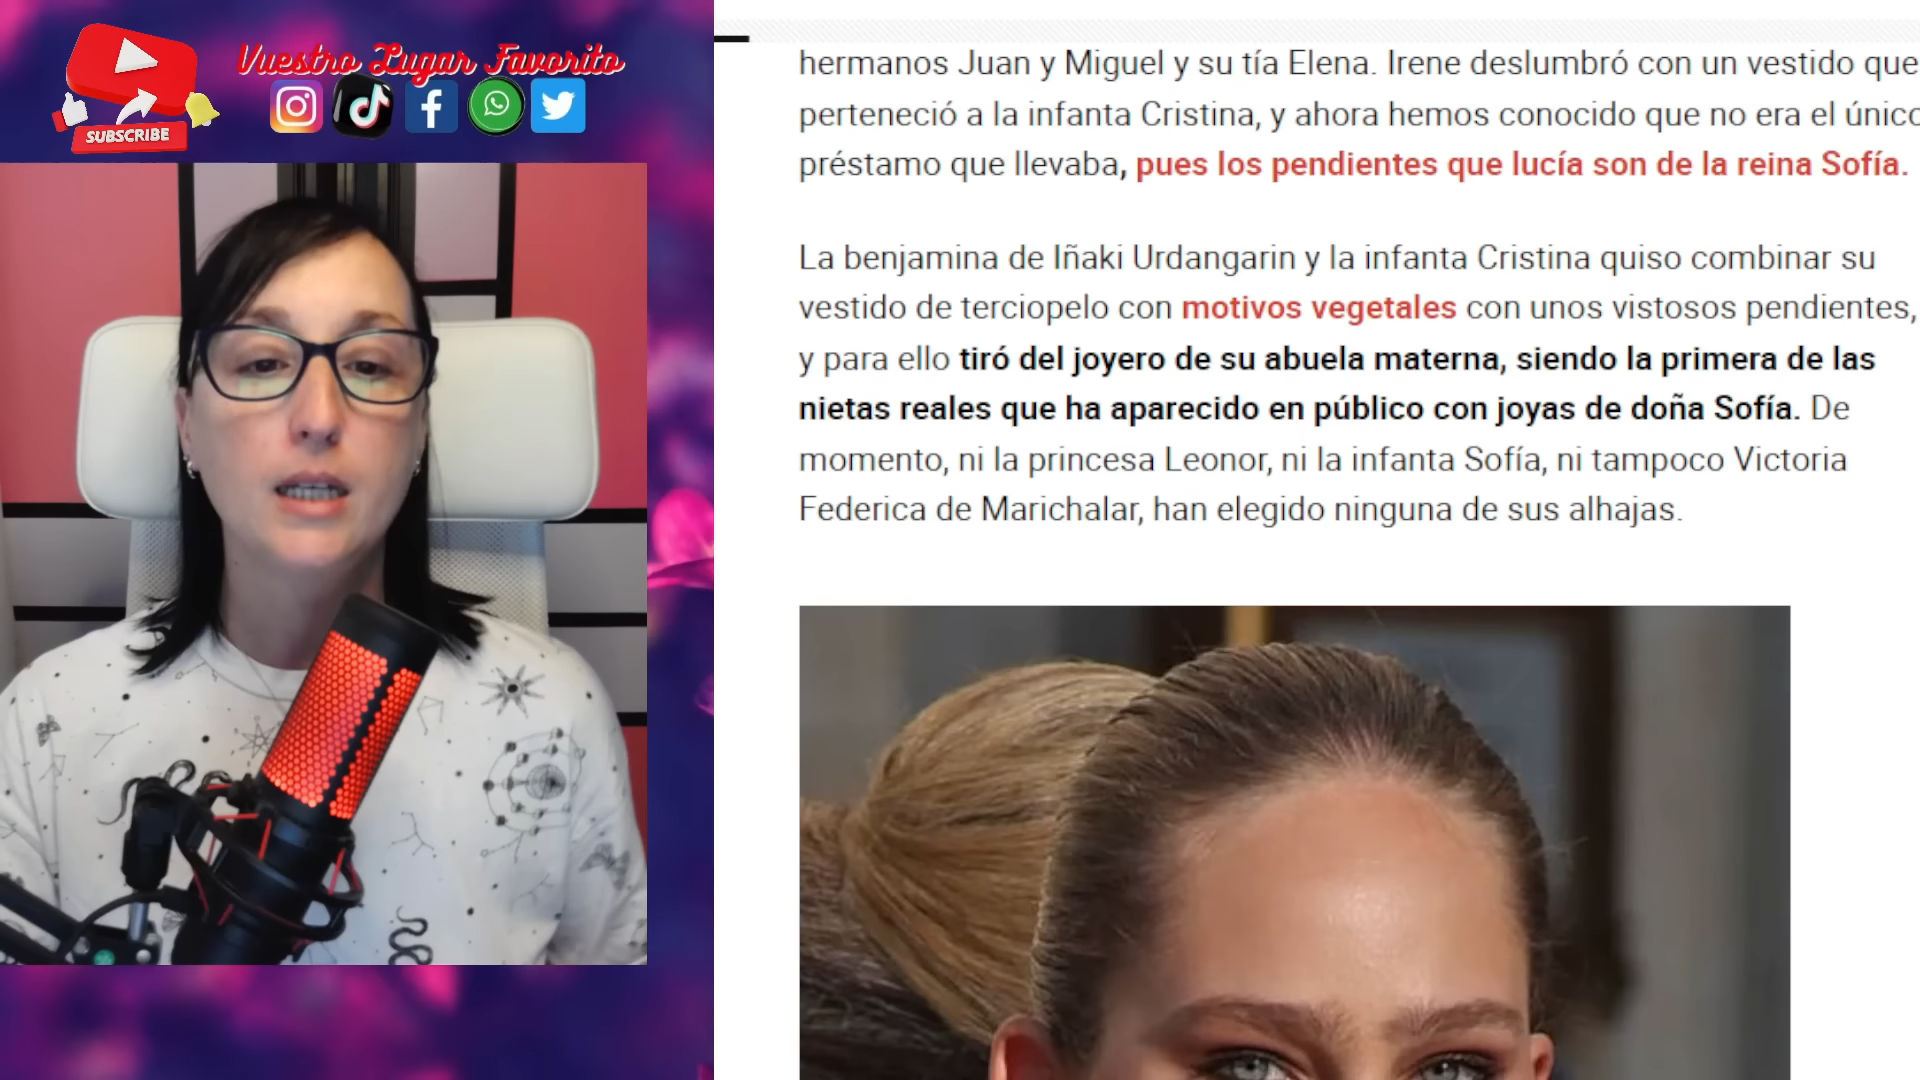 Vuestro Lugar Favorito
SUBSCRIBE
hermanos Juan y Miguel y su tía Elena. Irene deslumbró con un vestido que
perteneció a la infanta Cristina, y ahora hemos conocido que no era el único
préstamo que llevaba, pues los pendientes que lucía son de la reina Sofía.
La benjamina de Iñaki Urdangarin y la infanta Cristina quiso combinar su
vestido de terciopelo con motivos vegetales con unos vistosos pendientes,
y para ello tiró del joyero de su abuela materna, siendo la primera de las
nietas reales que ha aparecido en público con joyas de doña Sofía. De
momento, ni la princesa Leonor, ni la infanta Sofía, ni tampoco Victoria
Federica de Marichalar, han elegido ninguna de sus alhajas.